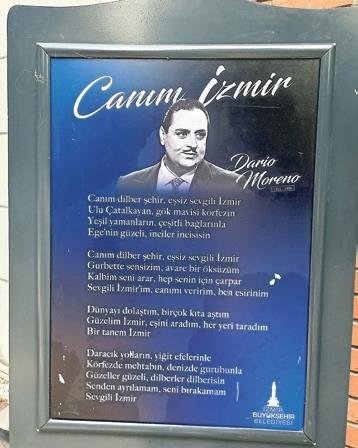 Canım İzmir
Dario
Moreno
Canım dilber şehir, eşsiz sevgili İzmir
Ulu Çatalkayan, gök mavisi körfezin
Yeşil yamanların, çeşitli bağlarınla
Ege'nin güzeli, inciler incisisin
Canım dilber şehir, eşsiz sevgili İzmir
Gurbette sensizim, avare bir öksüzüm
Kalbim seni arar, hep senin için çarpar
Sevgili İzmir'im, canımı veririm, ben esirinim
Dünyayı dolaştım, birçok kıta aştım
Güzelim İzmir, eşini aradım, her yeri taradım
Bir tanem İzmir
Daracık yolların, yiğit efelerinle
Körfezde mehtabın, denizde gurubunla
Güzeller güzeli, dilberler dilberisin
Senden ayrılamam, seni bırakamam
Sevgili İzmir
İZMİR
BÜYÜKŞEHİR
BELEDİYESİ